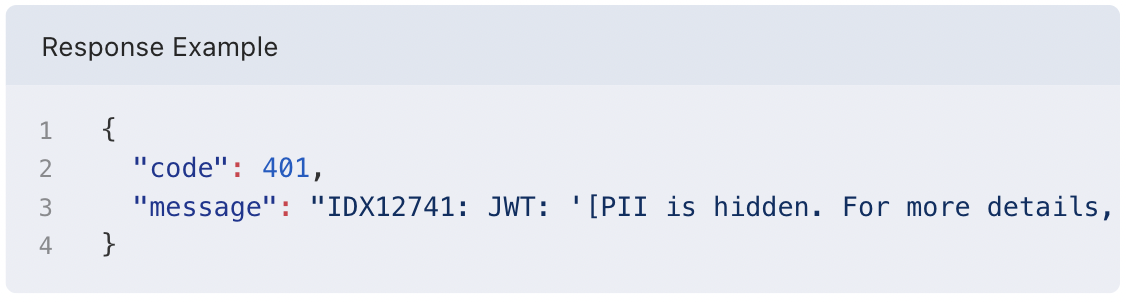 Response Example
1 {
2 "code": 401,
3 "message": "IDX12741: JWT: '[PII is hidden. For more details,
4 }